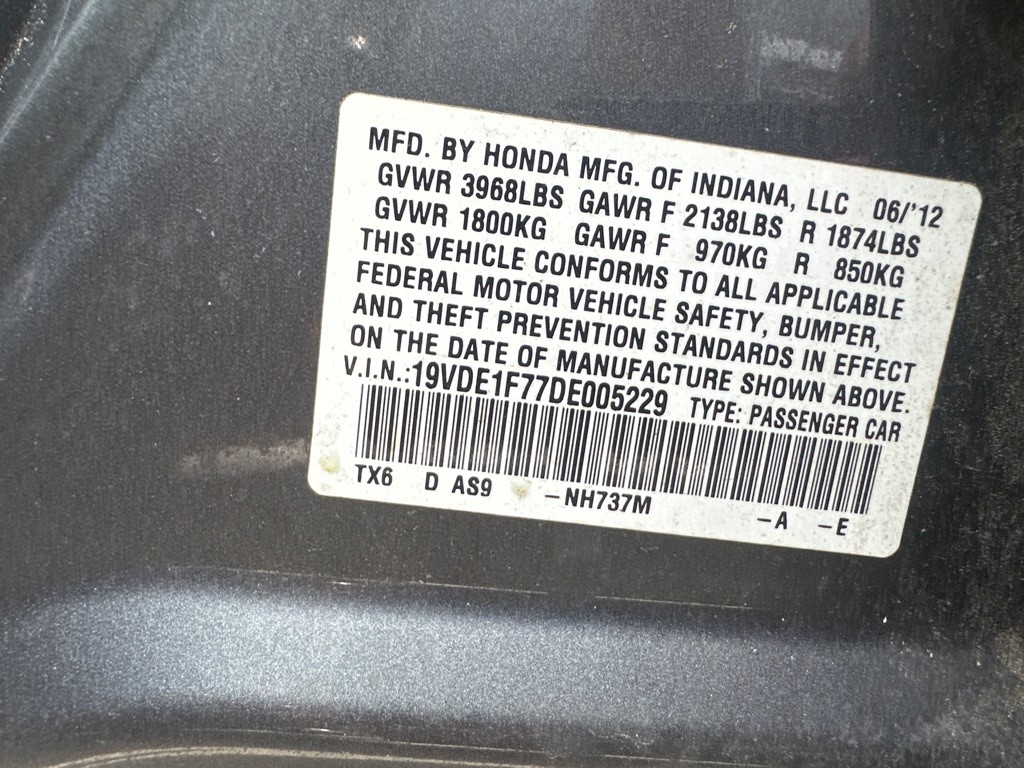 MFD. BY HONDA MFG. OF INDIANA, LLC 06/'12
GVWR 3968LBS GAWR F 2138LBS R 1874LBS
GVWR 1800KG GAWR F 970KG R 850KG
THIS VEHICLE CONFORMS TO ALL APPLICABLE
FEDERAL MOTOR VEHICLE SAFETY, BUMPER,
AND THEFT PREVENTION STANDARDS IN EFFECT
ON THE DATE OF MANUFACTURE SHOWN ABOVE.
V.I.N.:19VDE1F77DE005229 TYPE: PASSENGER CAR
TX6 D AS9 –NH737M –A –E